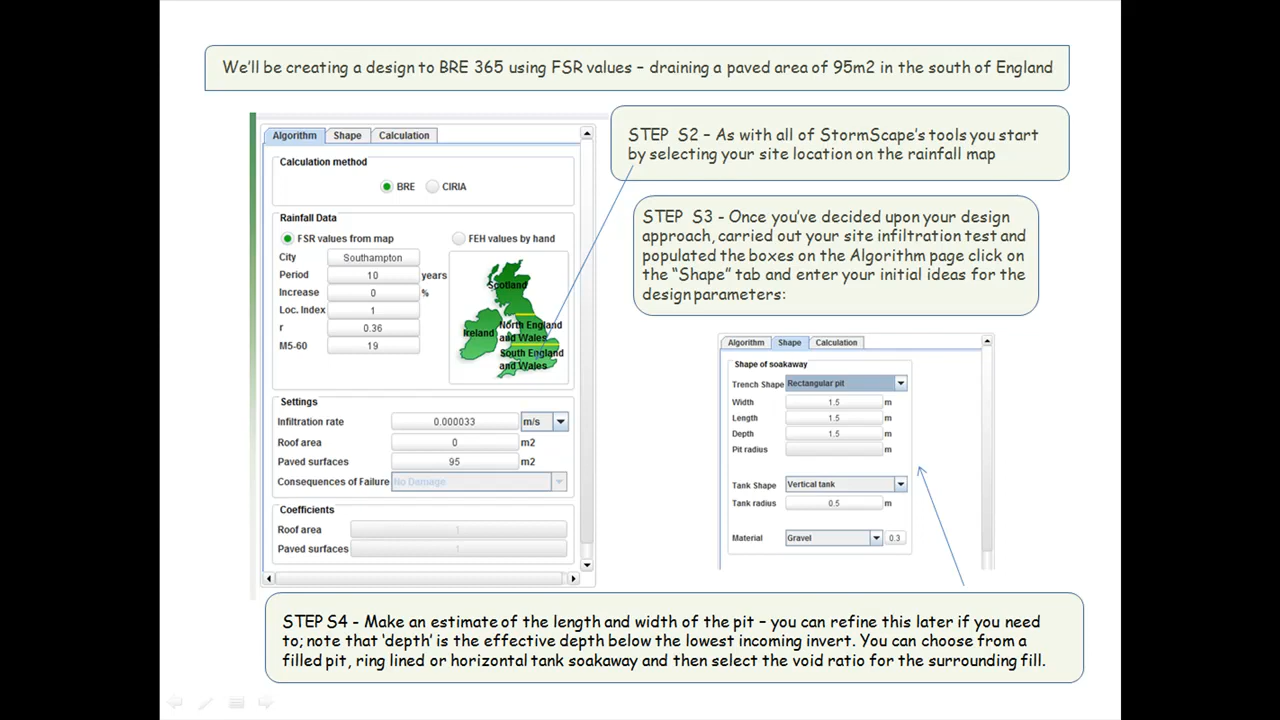 We'll be creating a design to BRE 365 using FSR values – draining a paved area of 95m2 in the south of England
STEP S2 – As with all of StormScape's tools you start
by selecting your site location on the rainfall map
Algorithm Shape Calculation
Calculation method
BRE CIRIA
Rainfall Data
FSR values from map FEH values by hand
City Southampton
Period 10 years
Increase 0 %
Loc. Index 1
r 0.36
M5-60 19
Scotland
North England
Ireland and Wales
South England
and Wales
Settings
Infiltration rate 0.000033 m/s
Roof area 0 m2
Paved surfaces 95 m2
Consequences of Failure No Damage
Coefficients
Roof area 1
Paved surfaces 1
STEP S3 - Once you've decided upon your design
approach, carried out your site infiltration test and
populated the boxes on the Algorithm page click on
the "Shape" tab and enter your initial ideas for the
design parameters:
Algorithm Shape Calculation
Shape of soakaway
Trench Shape Rectangular pit
Width 1.5 m
Length 1.5 m
Depth 1.5 m
Pit radius m
Tank Shape Vertical tank
Tank radius 0.5 m
Material Gravel 0.3
STEP S4 - Make an estimate of the length and width of the pit – you can refine this later if you need
to; note that 'depth' is the effective depth below the lowest incoming invert. You can choose from a
filled pit, ring lined or horizontal tank soakaway and then select the void ratio for the surrounding fill.